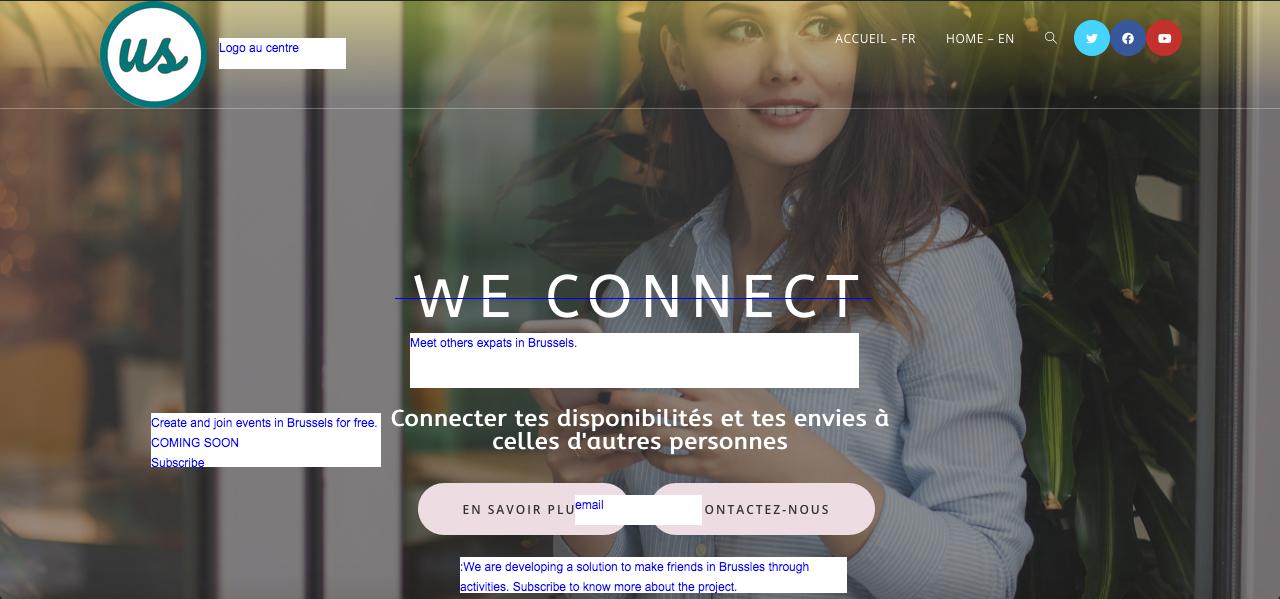 us
Logo au centre
ACCUEIL – FR
HOME – EN
WE CONNECT
Meet others expats in Brussels.
Create and join events in Brussels for free.
COMING SOON
Subscribe
Connecter tes disponibilités et tes envies à
celles d'autres personnes
EN SAVOIR PLU
email
ONTACTEZ-NOUS
:We are developing a solution to make friends in Brussles through
activities. Subscribe to know more about the project.